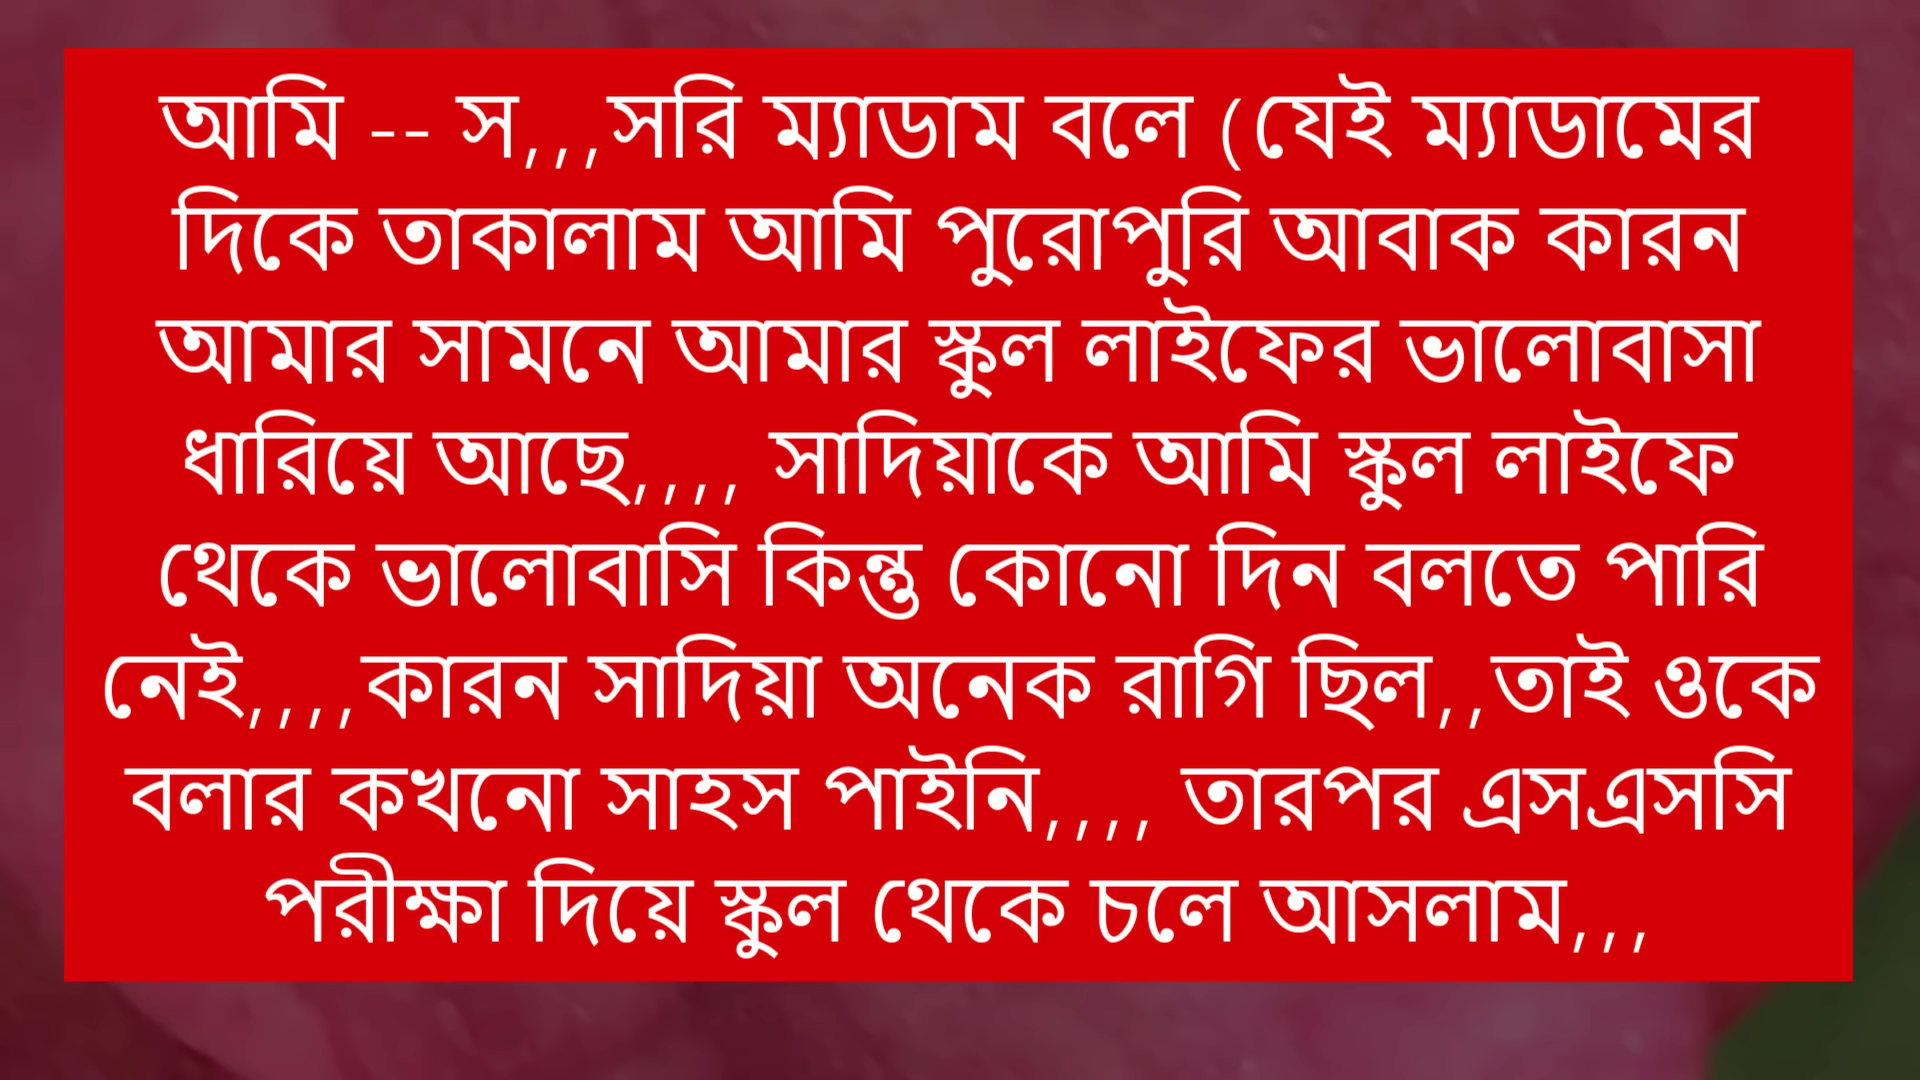 আমি -- স,,,সরি ম্যাডাম বলে (যেই ম্যাডামের
দিকে তাকালাম আমি পুরোপুরি আবাক কারন
আমার সামনে আমার স্কুল লাইফের ভালোবাসা
ধারিয়ে আছে,,,, সাদিয়াকে আমি স্কুল লাইফে
থেকে ভালোবাসি কিন্তু কোনো দিন বলতে পারি
নেই,,,,কারন সাদিয়া অনেক রাগি ছিল,,তাই ওকে
বলার কখনো সাহস পাইনি,,,, তারপর এসএসসি
পরীক্ষা দিয়ে স্কুল থেকে চলে আসলাম,,,